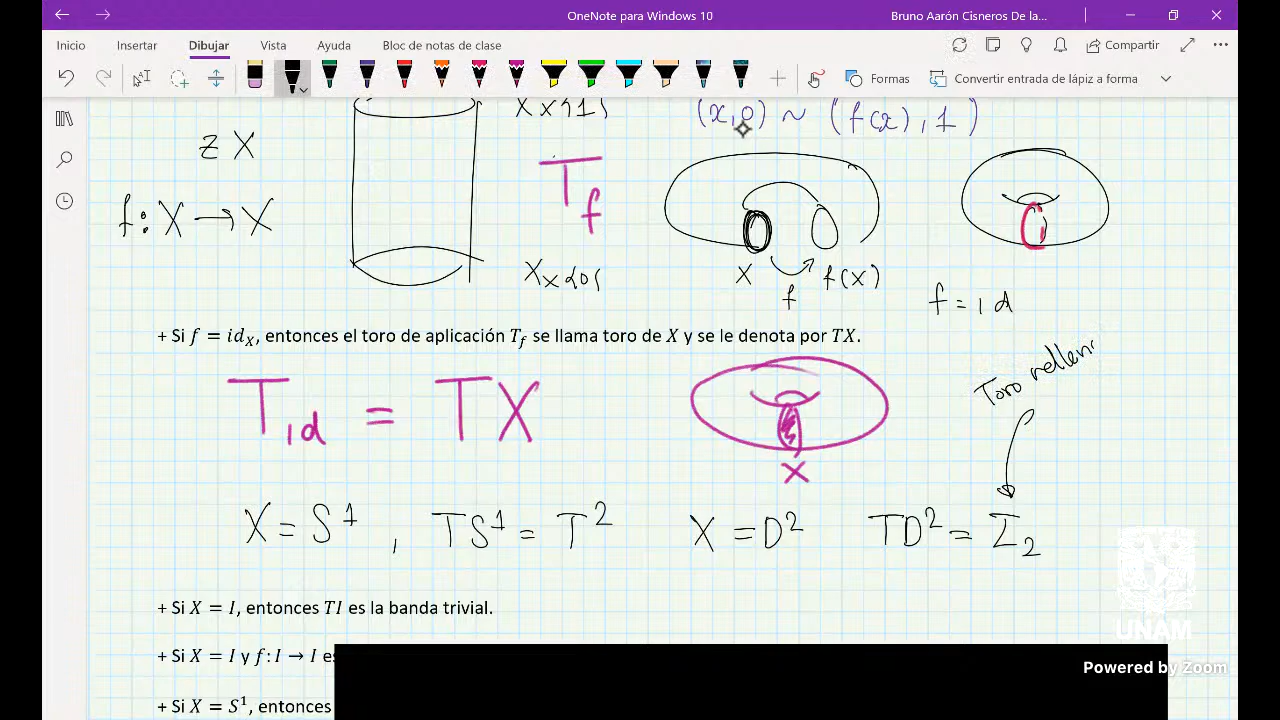 OneNote para Windows 10
Bruno Aarón Cisneros De la...
Inicio Insertar Dibujar Vista Ayuda Bloc de notas de clase Compartir
Formas Convertir entrada de lápiz a forma
X×{1}
(x,0) ~ (f(x),1)
X
f: X → X
T_f
X×{0}
X f(X)
f
f = id
+ Si 𝑓 = 𝑖𝑑_𝑋, entonces el toro de aplicación 𝑇_𝑓 se llama toro de 𝑋 y se le denota por 𝑇𝑋.
Toro relleno
T_id = TX
X
X = S^1, TS^1 = T^2 X = D^2 TD^2 =
+ Si 𝑋 = 𝐼, entonces 𝑇𝐼 es la banda trivial.
+ Si 𝑋 = 𝐼 y 𝑓: 𝐼 → 𝐼 es
+ Si 𝑋 = 𝑆^1, entonces
UNAM
Powered by Zoom